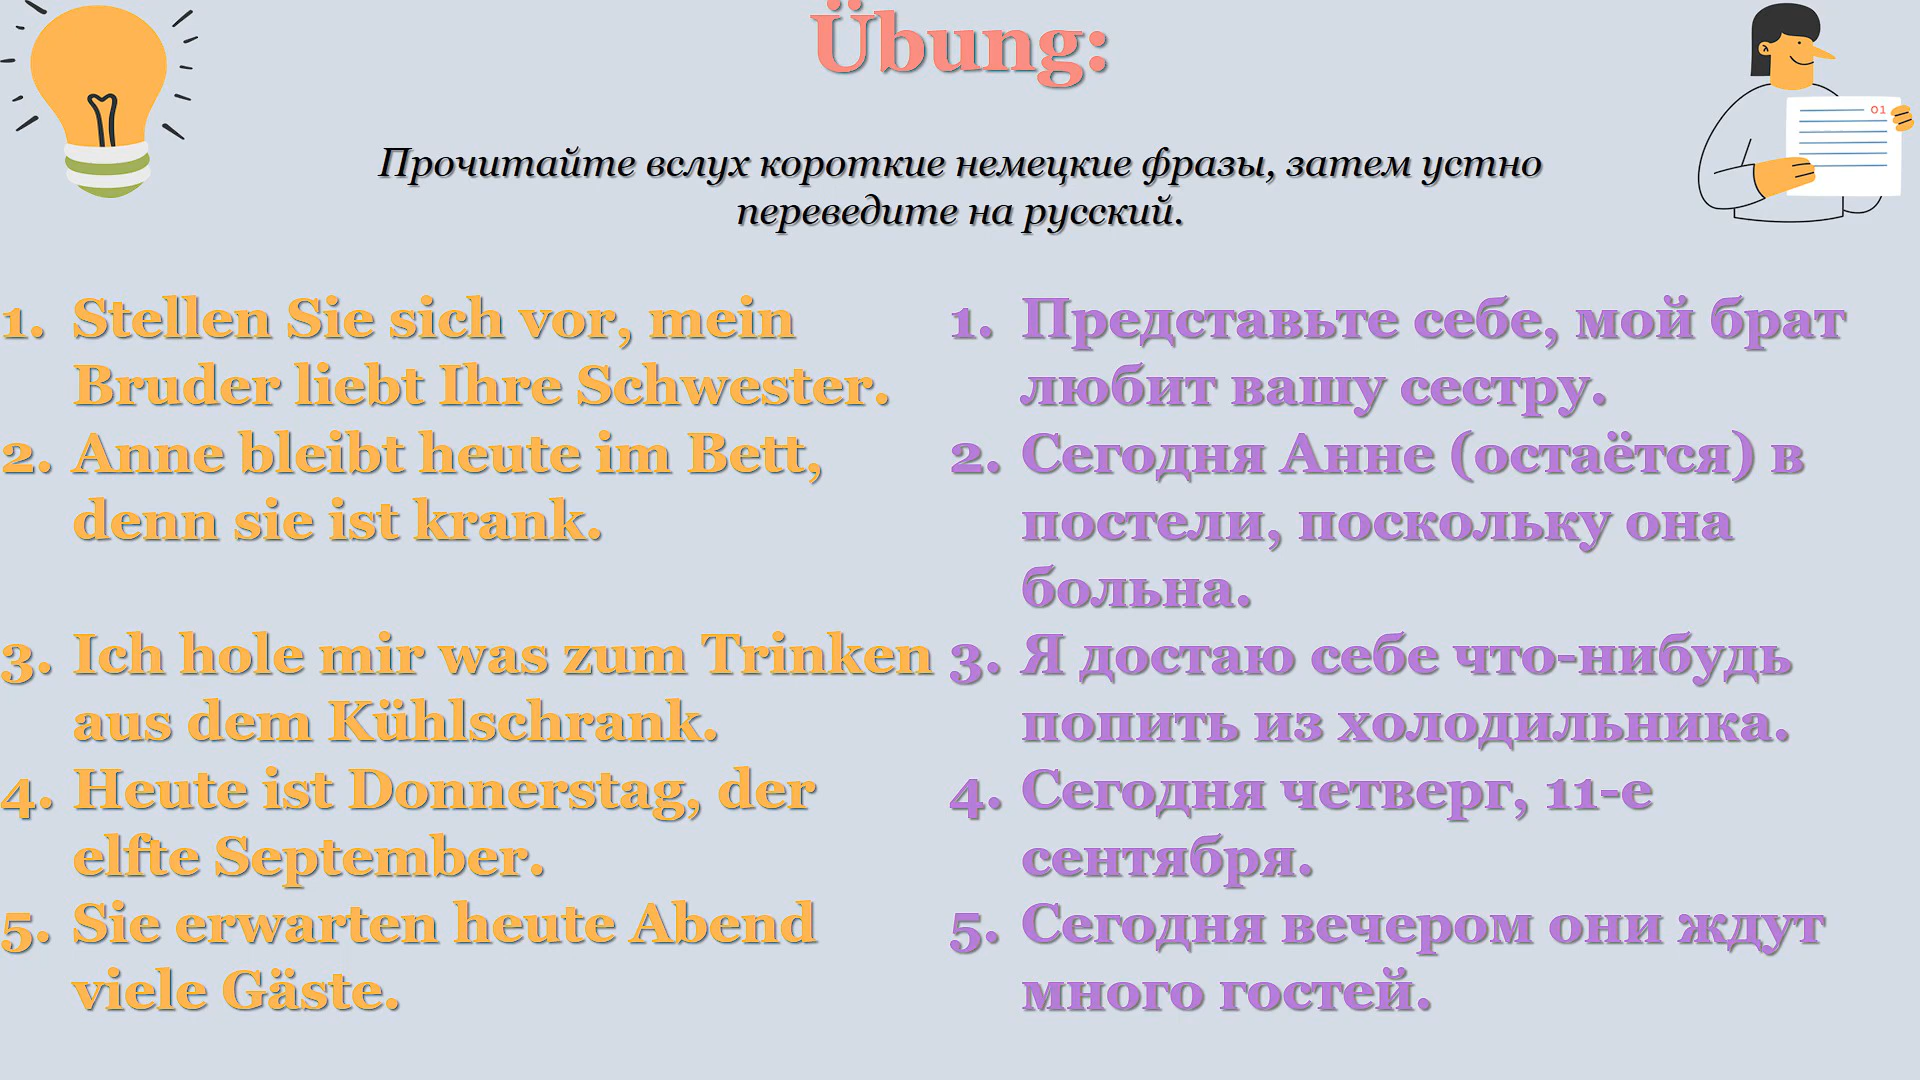 Übung:
01
Прочитайте вслух короткие немецкие фразы, затем устно
переведите на русский.
1. Stellen Sie sich vor, mein
Bruder liebt Ihre Schwester.
2. Anne bleibt heute im Bett,
denn sie ist krank.
3. Ich hole mir was zum Trinken
aus dem Kühlschrank.
4. Heute ist Donnerstag, der
elfte September.
5. Sie erwarten heute Abend
viele Gäste.
1. Представьте себе, мой брат
любит вашу сестру.
2. Сегодня Анне (остаётся) в
постели, поскольку она
больна.
3. Я достаю себе что-нибудь
попить из холодильника.
4. Сегодня четверг, 11-е
сентября.
5. Сегодня вечером они ждут
много гостей.